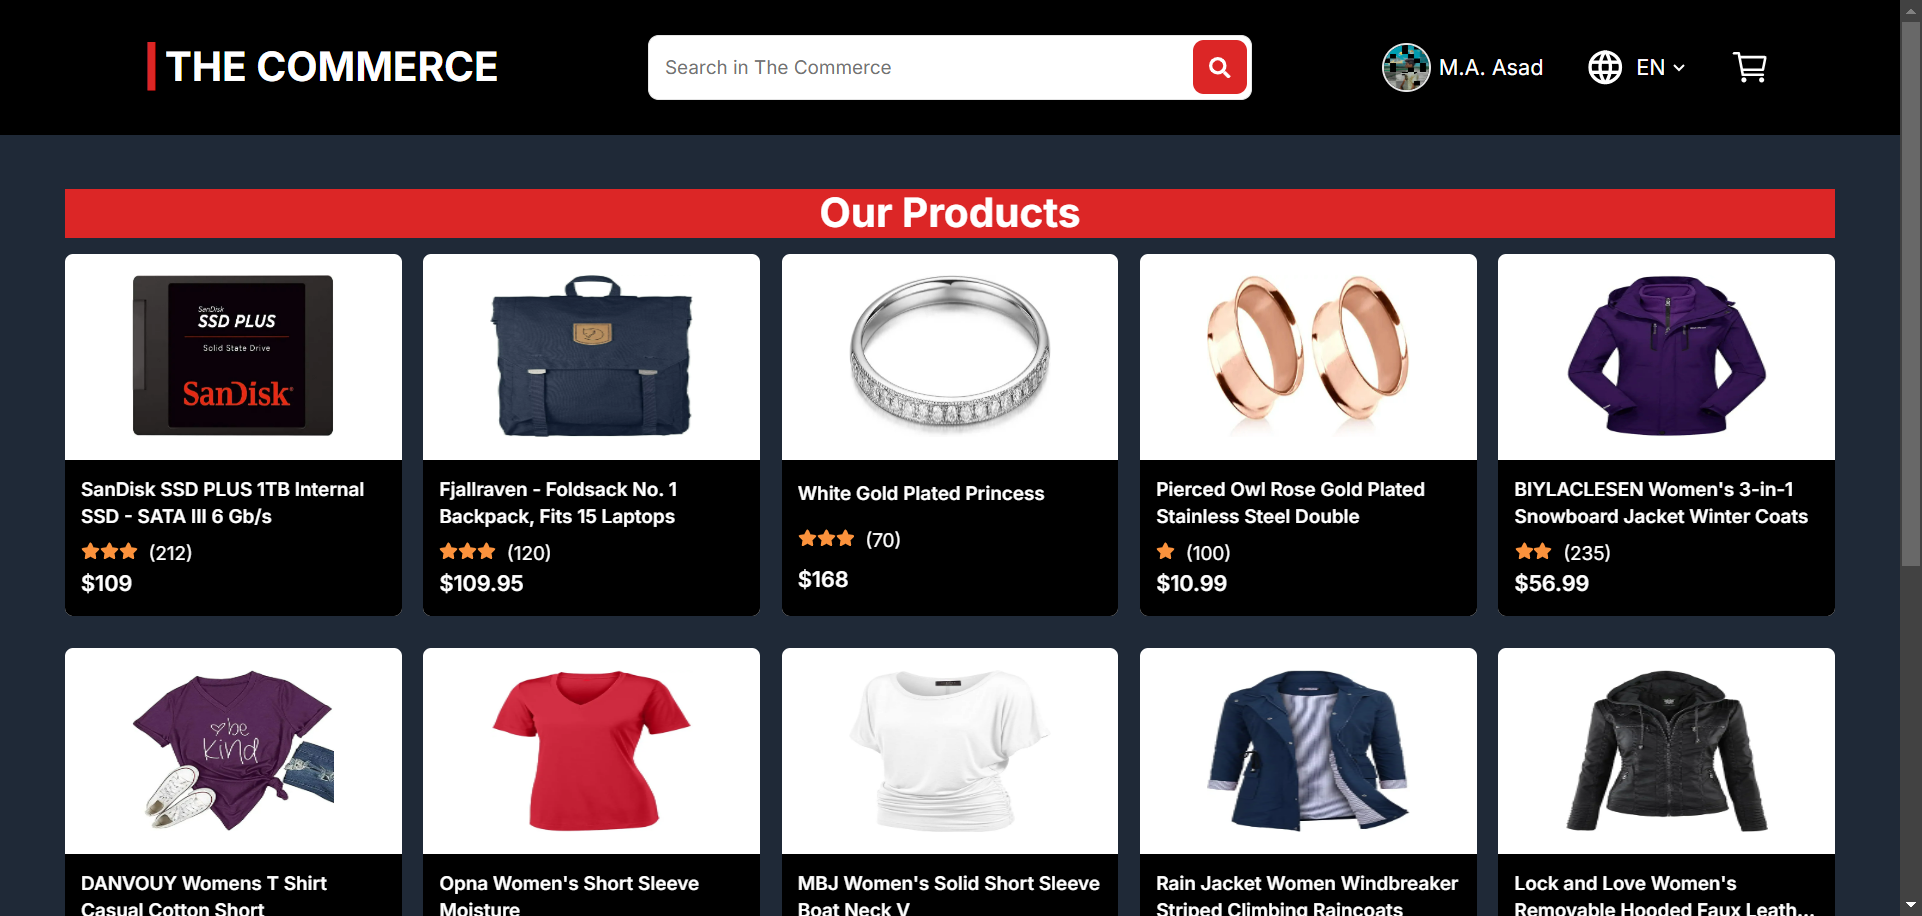 THE COMMERCE
Search in The Commerce
M.A. Asad
EN
Our Products
SanDisk
SSD PLUS
Solid State Drive
SanDisk
SanDisk SSD PLUS 1TB Internal
SSD - SATA III 6 Gb/s
(212)
$109
Fjallraven - Foldsack No. 1
Backpack, Fits 15 Laptops
(120)
$109.95
White Gold Plated Princess
(70)
$168
Pierced Owl Rose Gold Plated
Stainless Steel Double
(100)
$10.99
BIYLACLESEN Women's 3-in-1
Snowboard Jacket Winter Coats
(235)
$56.99
be
kind
DANVOUY Womens T Shirt
Casual Cotton Short
Opna Women's Short Sleeve
Moisture
MBJ Women's Solid Short Sleeve
Boat Neck V
Rain Jacket Women Windbreaker
Striped Climbing Raincoats
Lock and Love Women's
Removable Hooded Faux Leath...